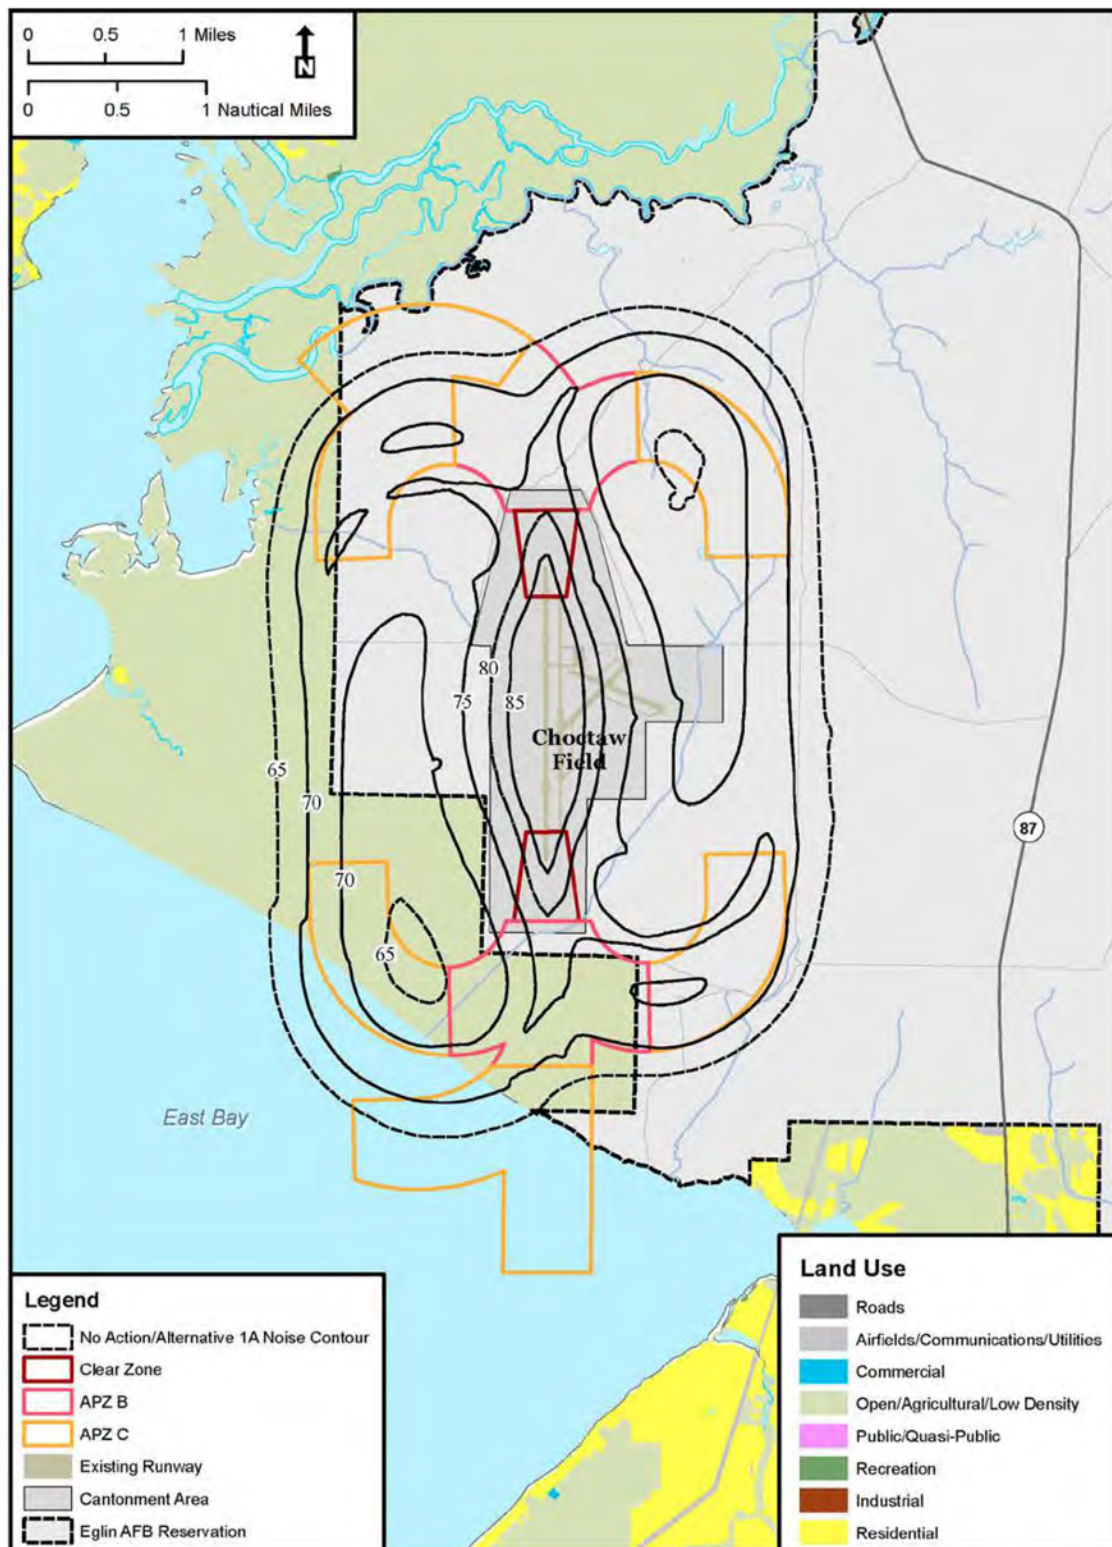 0 0.5 1 Miles
N
0 0.5 1 Nautical Miles
80
75 85
Choctaw
Field
65
70
87
70
65
East Bay
Legend
No Action/Alternative 1A Noise Contour
Clear Zone
APZ B
APZ C
Existing Runway
Cantonment Area
Eglin AFB Reservation
Land Use
Roads
Airfields/Communications/Utilities
Commercial
Open/Agricultural/Low Density
Public/Quasi-Public
Recreation
Industrial
Residential